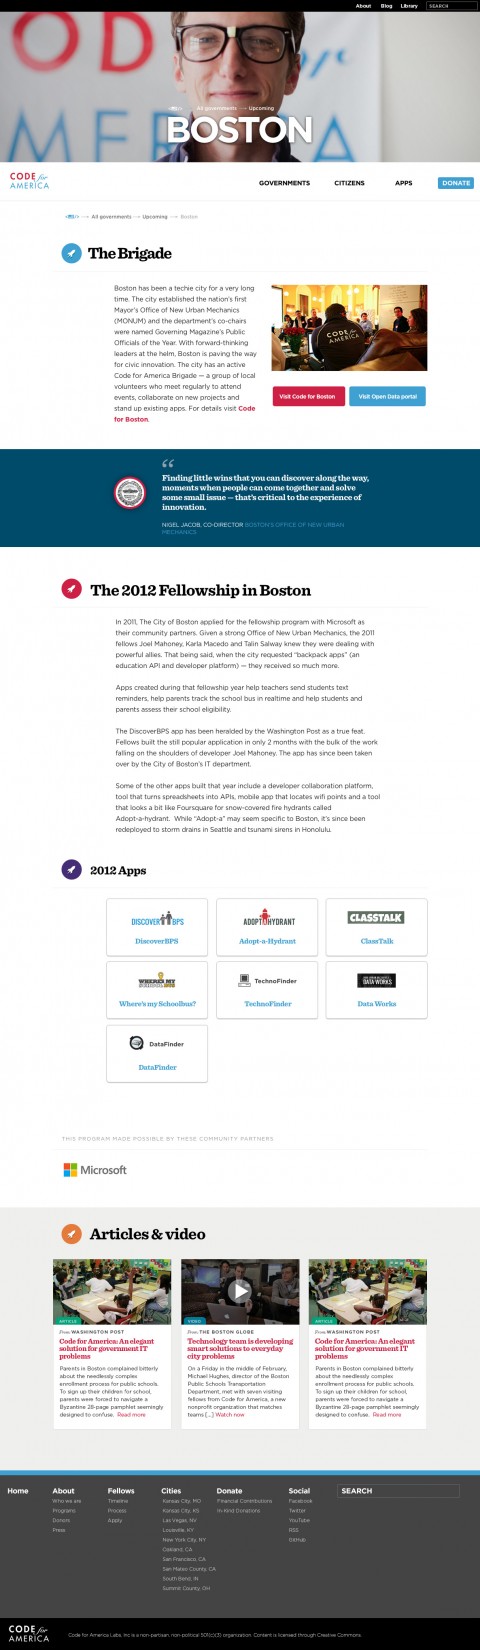 About Blog Library SEARCH
All governments → Upcoming
BOSTON
CODE for
AMERICA
GOVERNMENTS CITIZENS APPS DONATE
All governments → Upcoming → Boston
The Brigade
Boston has been a techie city for a very long
time. The city established the nation's first
Mayor's Office of New Urban Mechanics
(MONUM) and the department's co-chairs
were named Governing Magazine's Public
Officials of the Year. With forward-thinking
leaders at the helm, Boston is paving the way
for civic innovation. The city has an active
Code for America Brigade — a group of local
volunteers who meet regularly to attend
events, collaborate on new projects and
stand up existing apps. For details visit Code
for Boston.
CODE for
AMERICA
Visit Code for Boston
Visit Open Data portal
“
Finding little wins that you can discover along the way,
moments when people can come together and solve
some small issue — that's critical to the experience of
innovation.
NIGEL JACOB, CO-DIRECTOR BOSTON'S OFFICE OF NEW URBAN
MECHANICS
The 2012 Fellowship in Boston
In 2011, The City of Boston applied for the fellowship program with Microsoft as
their community partners. Given a strong Office of New Urban Mechanics, the 2011
fellows Joel Mahoney, Karla Macedo and Talin Salway knew they were dealing with
powerful allies. That being said, when the city requested “backpack apps” (an
education API and developer platform) — they received so much more.
Apps created during that fellowship year help teachers send students text
reminders, help parents track the school bus in realtime and help students and
parents assess their school eligibility.
The DiscoverBPS app has been heralded by the Washington Post as a true feat.
Fellows built the still popular application in only 2 months with the bulk of the work
falling on the shoulders of developer Joel Mahoney. The app has since been taken
over by the City of Boston's IT department.
Some of the other apps built that year include a developer collaboration platform,
tool that turns spreadsheets into APIs, mobile app that locates wifi points and a tool
that looks a bit like Foursquare for snow-covered fire hydrants called
Adopt-a-hydrant. While “Adopt-a” may seem specific to Boston, it's since been
redeployed to storm drains in Seattle and tsunami sirens in Honolulu.
2012 Apps
DISCOVER BPS
DiscoverBPS
ADOPT A HYDRANT
Adopt-a-Hydrant
CLASSTALK
ClassTalk
WHERE'S MY
SCHOOL BUS
Where's my Schoolbus?
TechnoFinder
TechnoFinder
DATA WORKS
Data Works
DataFinder
DataFinder
THIS PROGRAM MADE POSSIBLE BY THESE COMMUNITY PARTNERS
Microsoft
Articles & video
ARTICLE
From WASHINGTON POST
Code for America: An elegant
solution for government IT
problems
Parents in Boston complained bitterly
about the needlessly complex
enrollment process for public schools.
To sign up their children for school,
parents were forced to navigate a
Byzantine 28-page pamphlet seemingly
designed to confuse. Read more
VIDEO
From THE BOSTON GLOBE
Technology team is developing
smart solutions to everyday
city problems
On a Friday in the middle of February,
Michael Hughes, director of the Boston
Public Schools Transportation
Department, met with seven visiting
fellows from Code for America, a new
nonprofit organization that matches
teams [...] Watch now
ARTICLE
From WASHINGTON POST
Code for America: An elegant
solution for government IT
problems
Parents in Boston complained bitterly
about the needlessly complex
enrollment process for public schools.
To sign up their children for school,
parents were forced to navigate a
Byzantine 28-page pamphlet seemingly
designed to confuse. Read more
Home
About
Who we are
Programs
Donors
Press
Fellows
Timeline
Process
Apply
Cities
Kansas City, MO
Kansas City, KS
Las Vegas, NV
Louisville, KY
New York City, NY
Oakland, CA
San Francisco, CA
San Mateo County, CA
South Bend, IN
Summit County, OH
Donate
Financial Contributions
In-Kind Donations
Social
Facebook
Twitter
YouTube
RSS
GitHub
SEARCH
CODE for
AMERICA
Code for America Labs, Inc is a non-partisan, non-political 501(c)(3) organization. Content is licensed through Creative Commons.